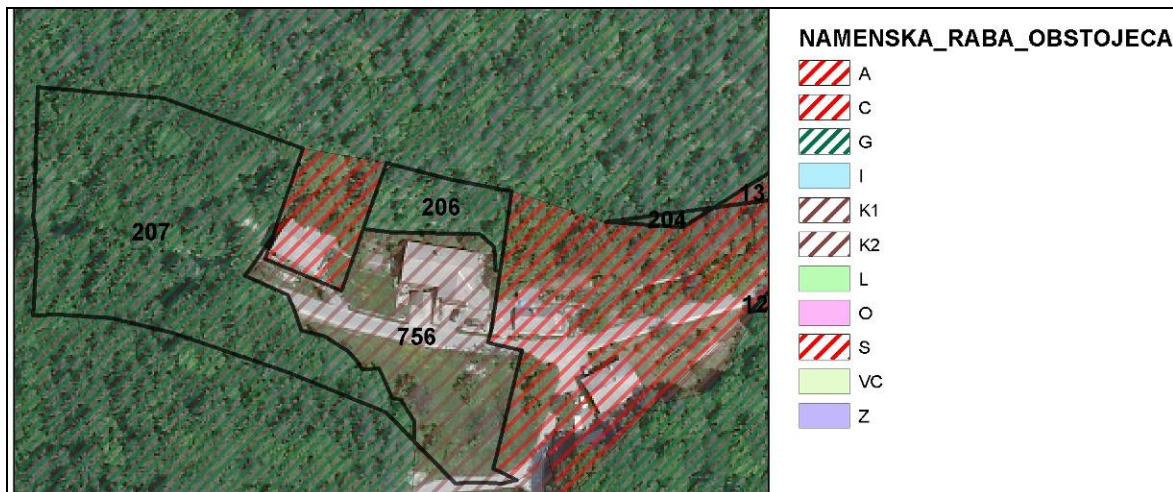 NAMENSKA_RABA_OBSTOJECA
A
C
G
I
K1
K2
L
O
S
VC
Z
13
204
206
207
12
756